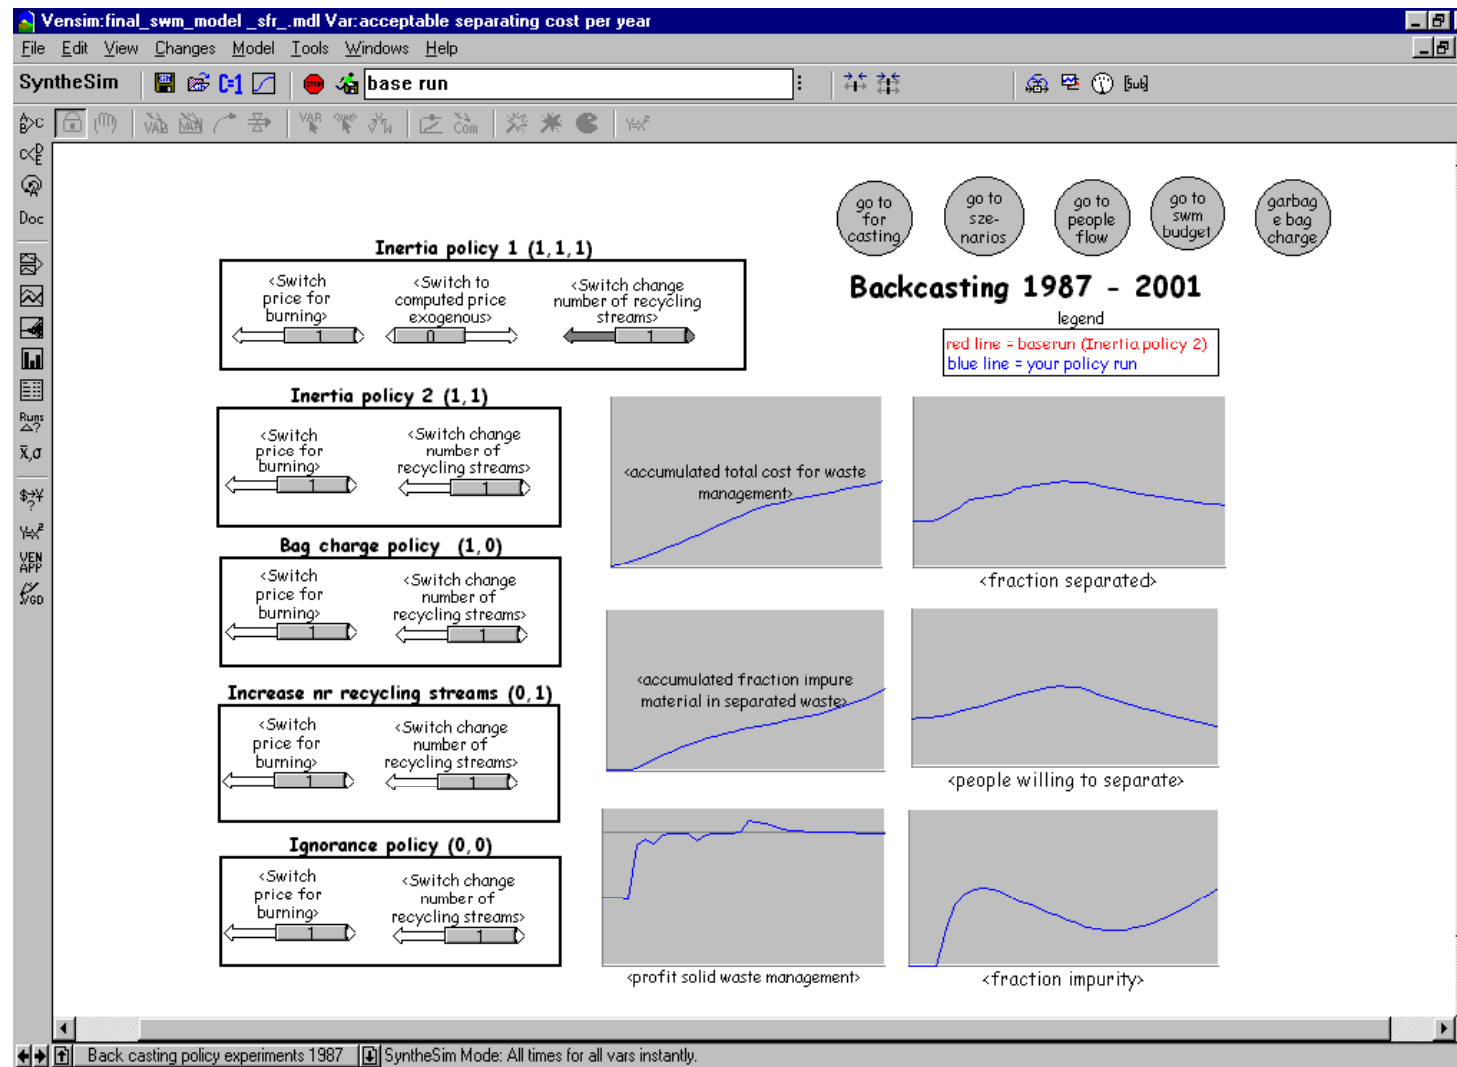 Vensim:final_swm_model _sfr_.mdl Var:acceptable separating cost per year
File Edit View Changes Model Tools Windows Help
SyntheSim
base run
Doc
Runs
VEN
APP
go to
for
casting
go to
sze-
narios
go to
people
flow
go to
swm
budget
garbag
e bag
charge
Backcasting 1987 - 2001
legend
red line = baserun (Inertia policy 2)
blue line = your policy run
Inertia policy 1 (1,1,1)
<Switch
price for
burning>
1
<Switch to
computed price
exogenous>
0
<Switch change
number of recycling
streams>
1
Inertia policy 2 (1,1)
<Switch
price for
burning>
1
<Switch change
number of
recycling streams>
1
Bag charge policy (1,0)
<Switch
price for
burning>
1
<Switch change
number of
recycling streams>
1
Increase nr recycling streams (0,1)
<Switch
price for
burning>
1
<Switch change
number of
recycling streams>
1
Ignorance policy (0,0)
<Switch
price for
burning>
1
<Switch change
number of
recycling streams>
1
<accumulated total cost for waste
management>
<fraction separated>
<accumulated fraction impure
material in separated waste>
<people willing to separate>
<profit solid waste management>
<fraction impurity>
Back casting policy experiments 1987
SyntheSim Mode: All times for all vars instantly.